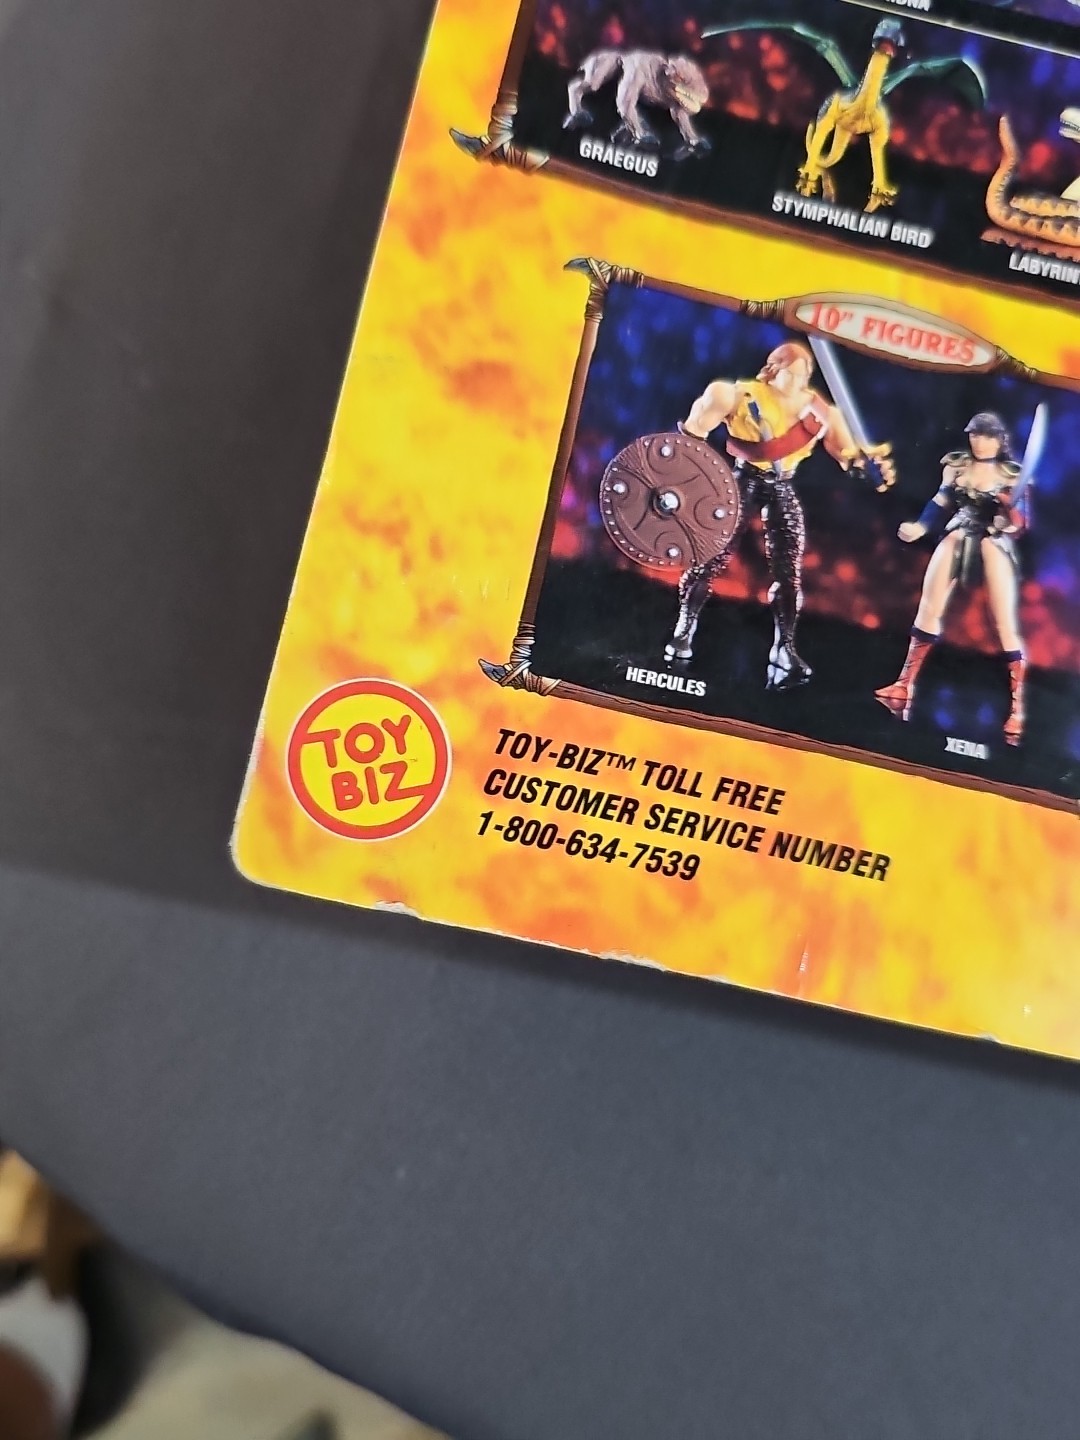 GRAEGUS
STYMPHALIAN BIRD
10" FIGURES
HERCULES
XENA
TOY
BIZ
TOY-BIZ™ TOLL FREE
CUSTOMER SERVICE NUMBER
1-800-634-7539